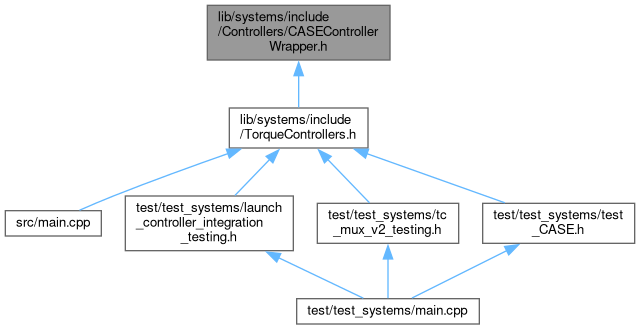 lib/systems/include
/Controllers/CASEController
Wrapper.h
lib/systems/include
/TorqueControllers.h
src/main.cpp
test/test_systems/launch
_controller_integration
_testing.h
test/test_systems/tc
_mux_v2_testing.h
test/test_systems/test
_CASE.h
test/test_systems/main.cpp